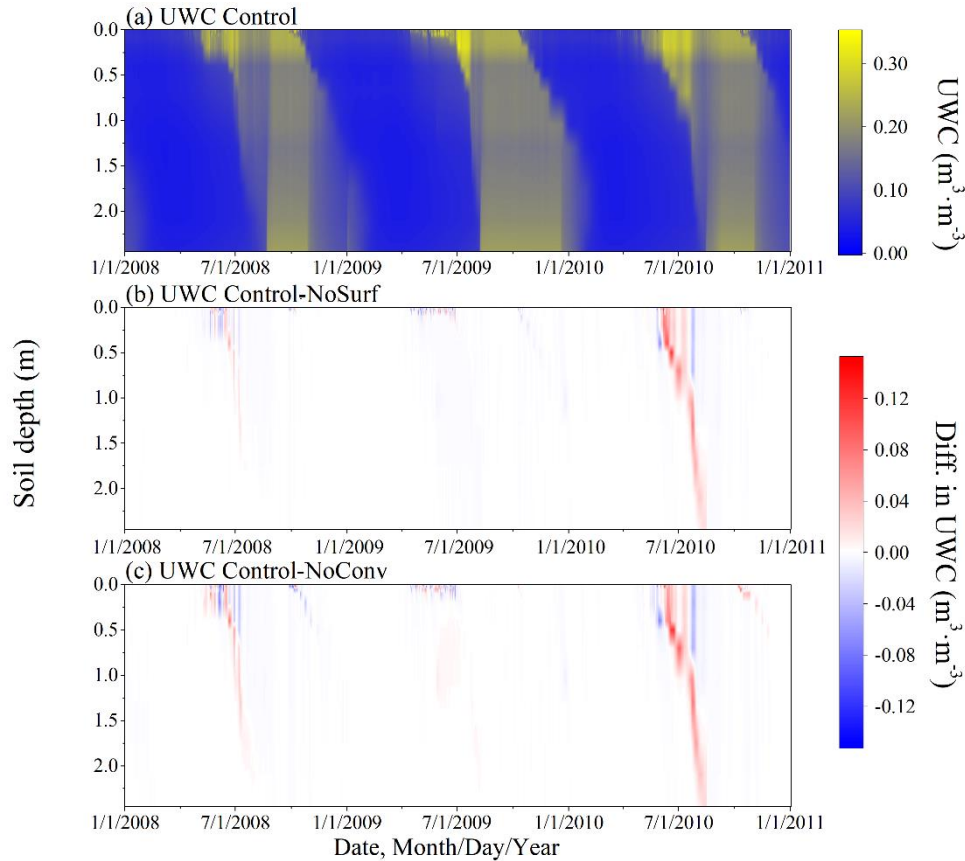 (a) UWC Control
0.0
0.5
1.0
1.5
2.0
1/1/2008 7/1/2008 1/1/2009 7/1/2009 1/1/2010 7/1/2010 1/1/2011
0.30
0.20
0.10
0.00
UWC (m³·m⁻³)
(b) UWC Control-NoSurf
0.0
0.5
1.0
1.5
2.0
1/1/2008 7/1/2008 1/1/2009 7/1/2009 1/1/2010 7/1/2010 1/1/2011
Soil depth (m)
(c) UWC Control-NoConv
0.0
0.5
1.0
1.5
2.0
1/1/2008 7/1/2008 1/1/2009 7/1/2009 1/1/2010 7/1/2010 1/1/2011
Date, Month/Day/Year
0.12
0.08
0.04
0.00
-0.04
-0.08
-0.12
Diff. in UWC (m³·m⁻³)